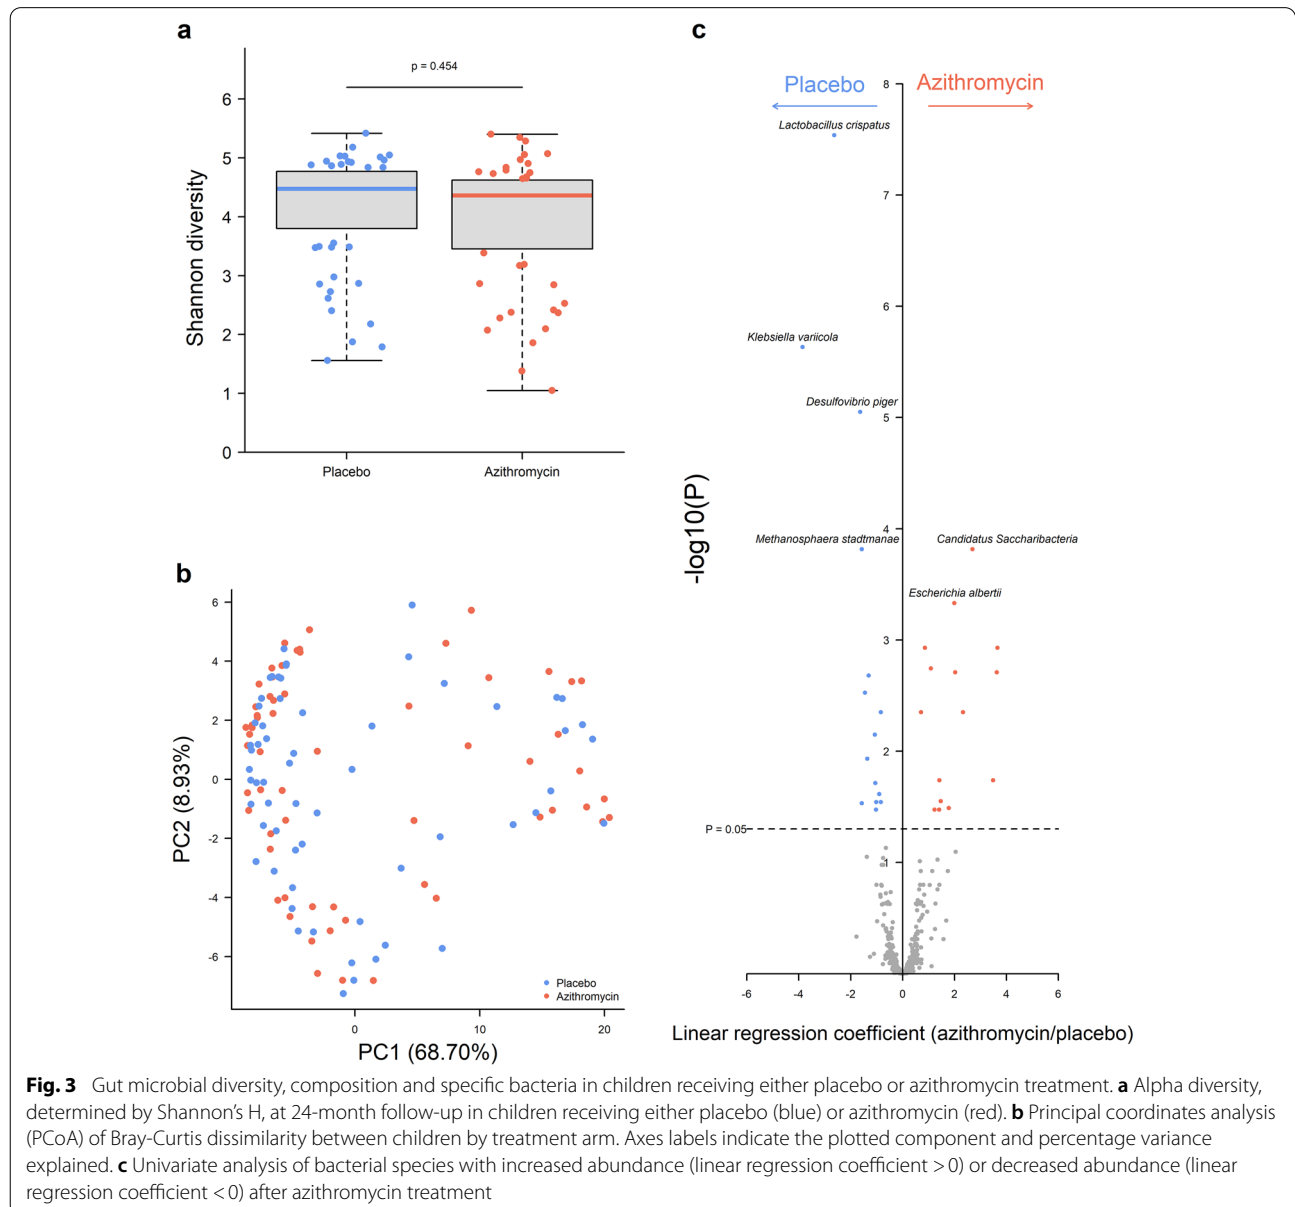 a
p = 0.454
6
5
4
3
2
1
0
Shannon diversity
Placebo
Azithromycin
b
6
4
2
0
-2
-4
-6
PC2 (8.93%)
Placebo
Azithromycin
0
10
20
PC1 (68.70%)
c
Placebo
Azithromycin
8
Lactobacillus crispatus
7
6
Klebsiella variicola
Desulfovibrio piger
5
-log10(P)
4
Methanosphaera stadtmanae
Candidatus Saccharibacteria
Escherichia albertii
3
2
P = 0.05
1
-6
-4
-2
0
2
4
6
Linear regression coefficient (azithromycin/placebo)
Fig. 3 Gut microbial diversity, composition and specific bacteria in children receiving either placebo or azithromycin treatment. a Alpha diversity,
determined by Shannon's H, at 24-month follow-up in children receiving either placebo (blue) or azithromycin (red). b Principal coordinates analysis
(PCoA) of Bray-Curtis dissimilarity between children by treatment arm. Axes labels indicate the plotted component and percentage variance
explained. c Univariate analysis of bacterial species with increased abundance (linear regression coefficient > 0) or decreased abundance (linear
regression coefficient < 0) after azithromycin treatment